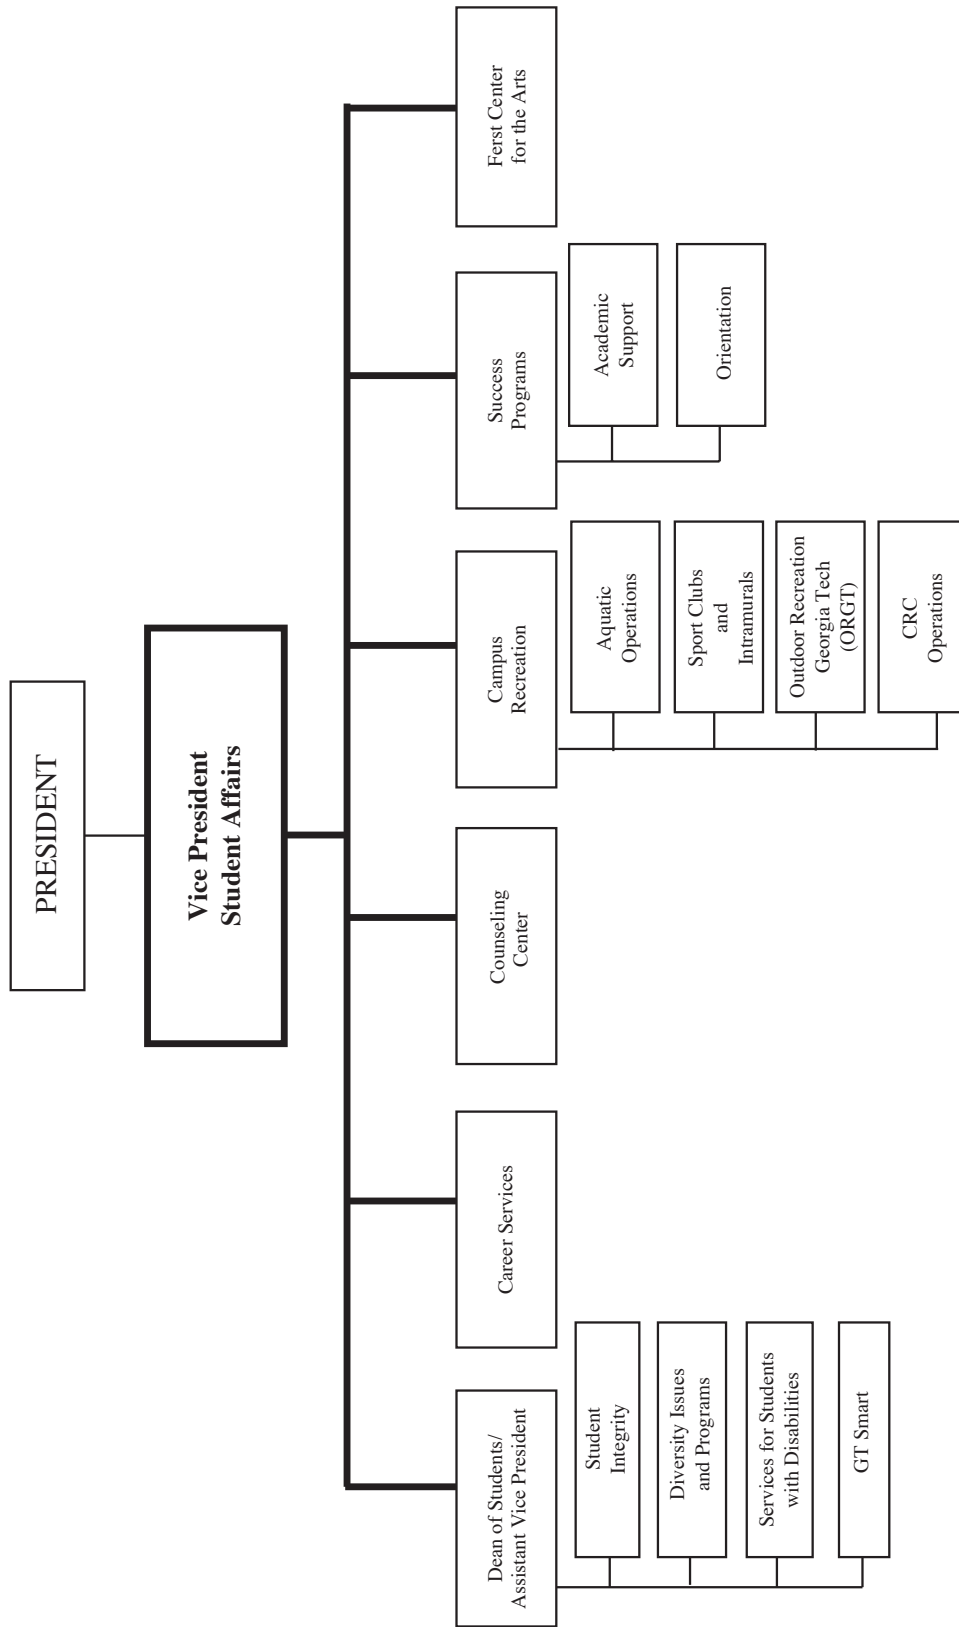 PRESIDENT
Vice President
Student Affairs
Dean of Students/
Assistant Vice President
Student
Integrity
Diversity Issues
and Programs
Services for Students
with Disabilities
GT Smart
Career Services
Counseling
Center
Campus
Recreation
Aquatic
Operations
Sport Clubs
and
Intramurals
Outdoor Recreation
Georgia Tech
(ORGT)
CRC
Operations
Success
Programs
Academic
Support
Orientation
Ferst Center
for the Arts